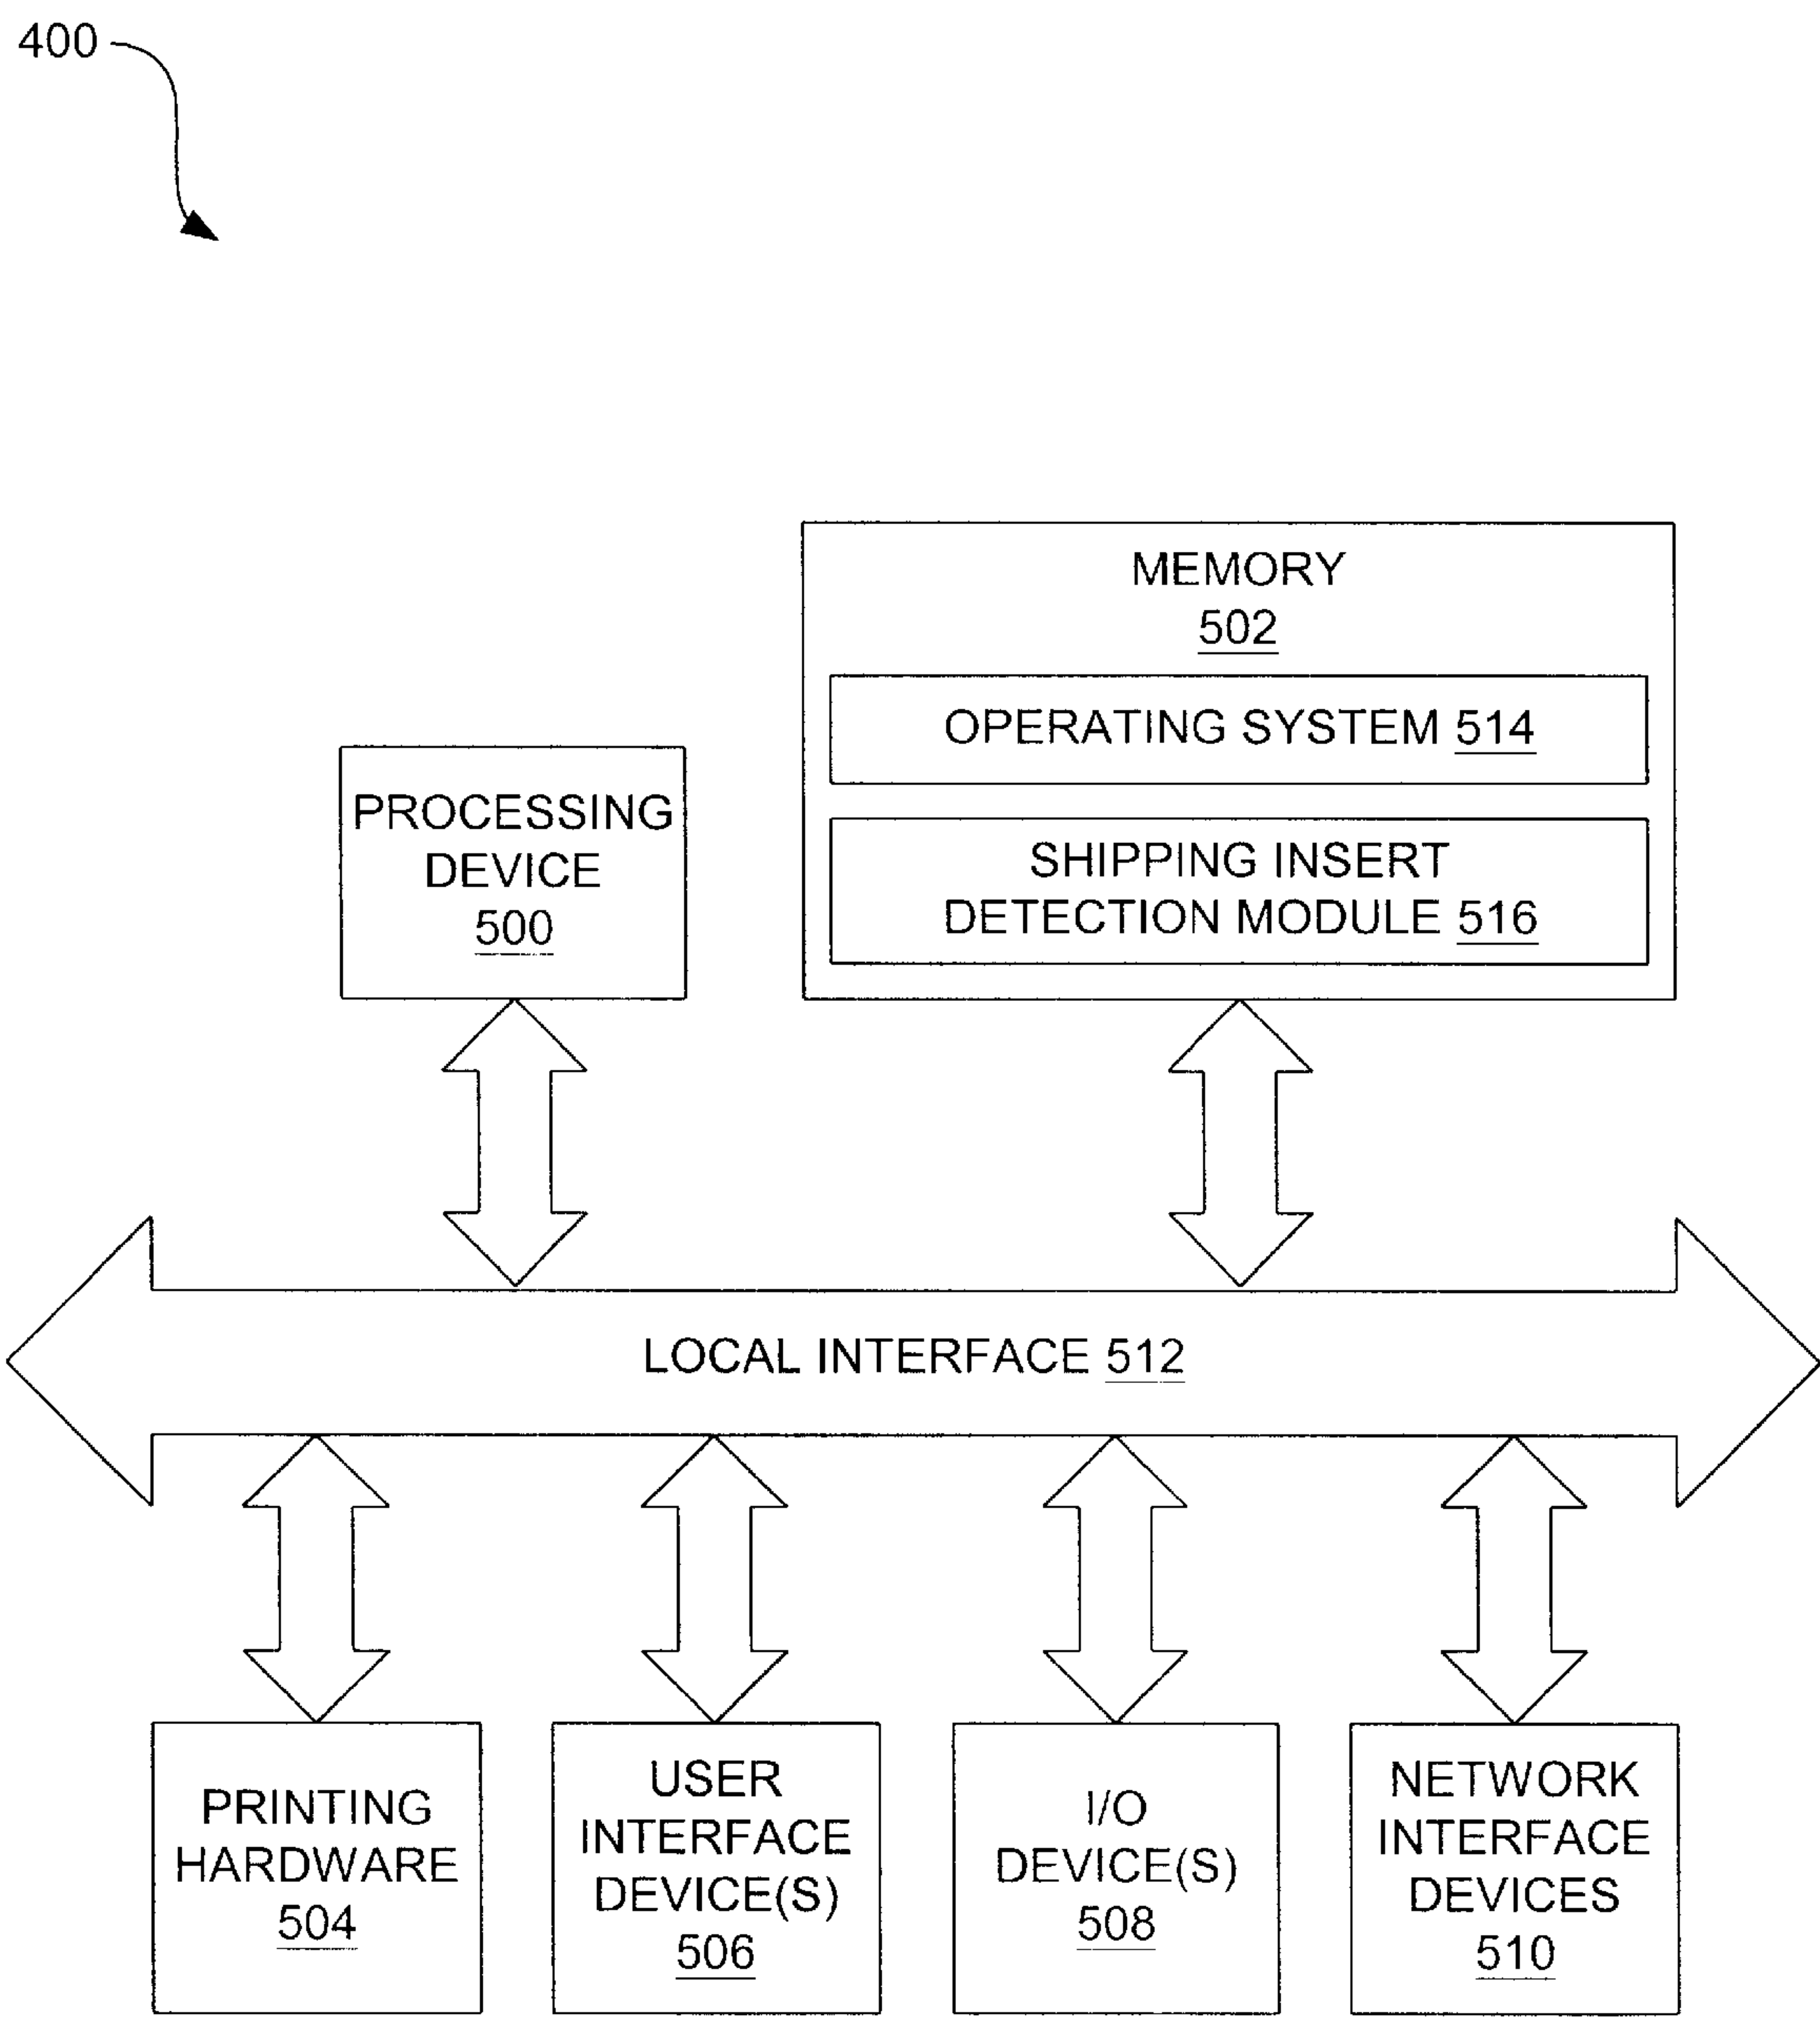 400
MEMORY
502
OPERATING SYSTEM 514
PROCESSING
DEVICE
500
SHIPPING INSERT
DETECTION MODULE 516
LOCAL INTERFACE 512
PRINTING
HARDWARE
504
USER
INTERFACE
DEVICE(S)
506
I/O
DEVICE(S)
508
NETWORK
INTERFACE
DEVICES
510